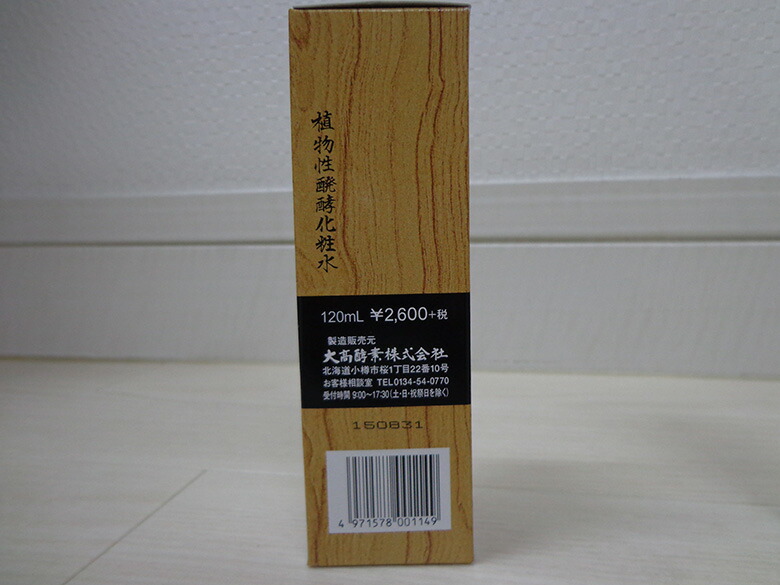 植物性醗酵化粧水
120mL ¥2,600+税
製造販売元
大高酵素株式会社
北海道小樽市桜1丁目22番10号
お客様相談室 TEL0134-54-0770
受付時間 9:00〜17:30(土・日・祝祭日を除く)
150831
4 971578 001149